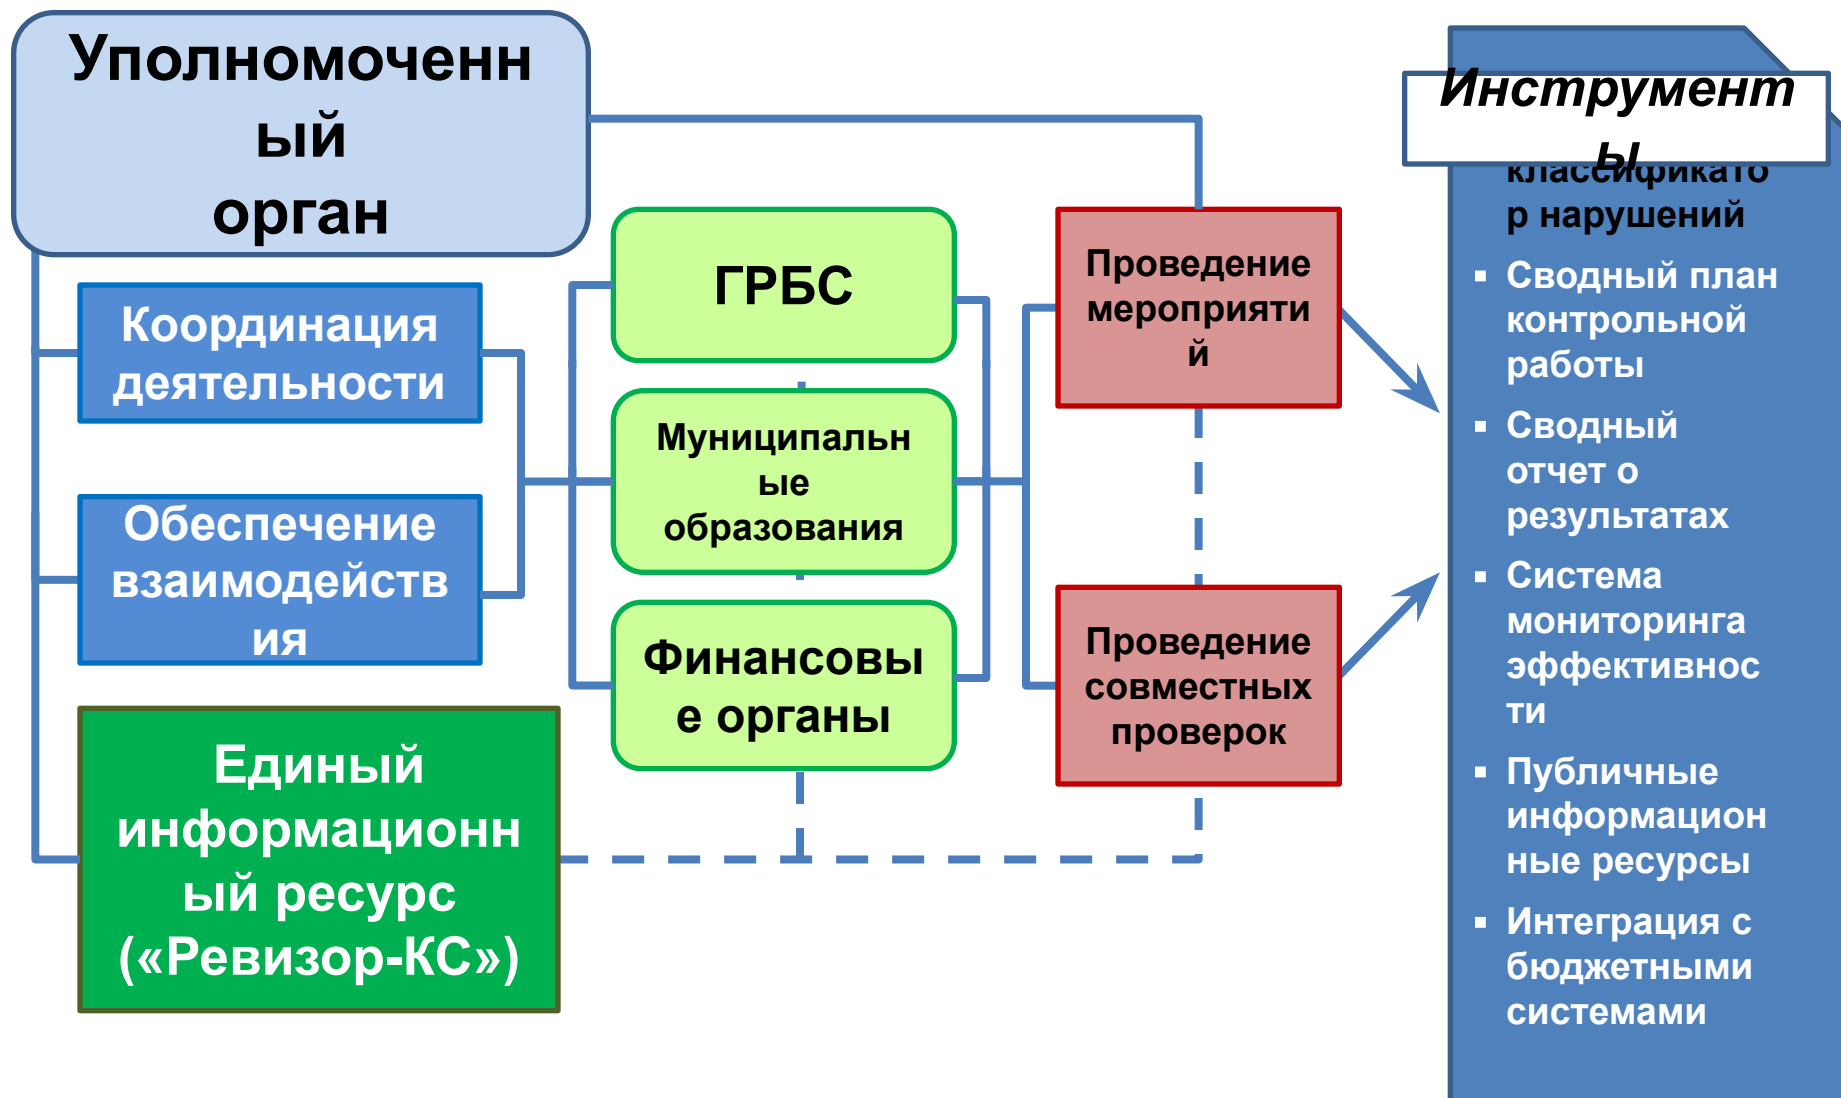 Уполномоченн
ый
орган
Координация
деятельности
Обеспечение
взаимодейств
ия
Единый
информационн
ый ресурс
(«Ревизор-КС»)
ГРБС
Муниципальн
ые
образования
Финансовы
е органы
Проведение
мероприяти
й
Проведение
совместных
проверок
Инструмент
ы
классификато
р нарушений
▪ Сводный план
контрольной
работы
▪ Сводный
отчет о
результатах
▪ Система
мониторинга
эффективнос
ти
▪ Публичные
информацион
ные ресурсы
▪ Интеграция с
бюджетными
системами